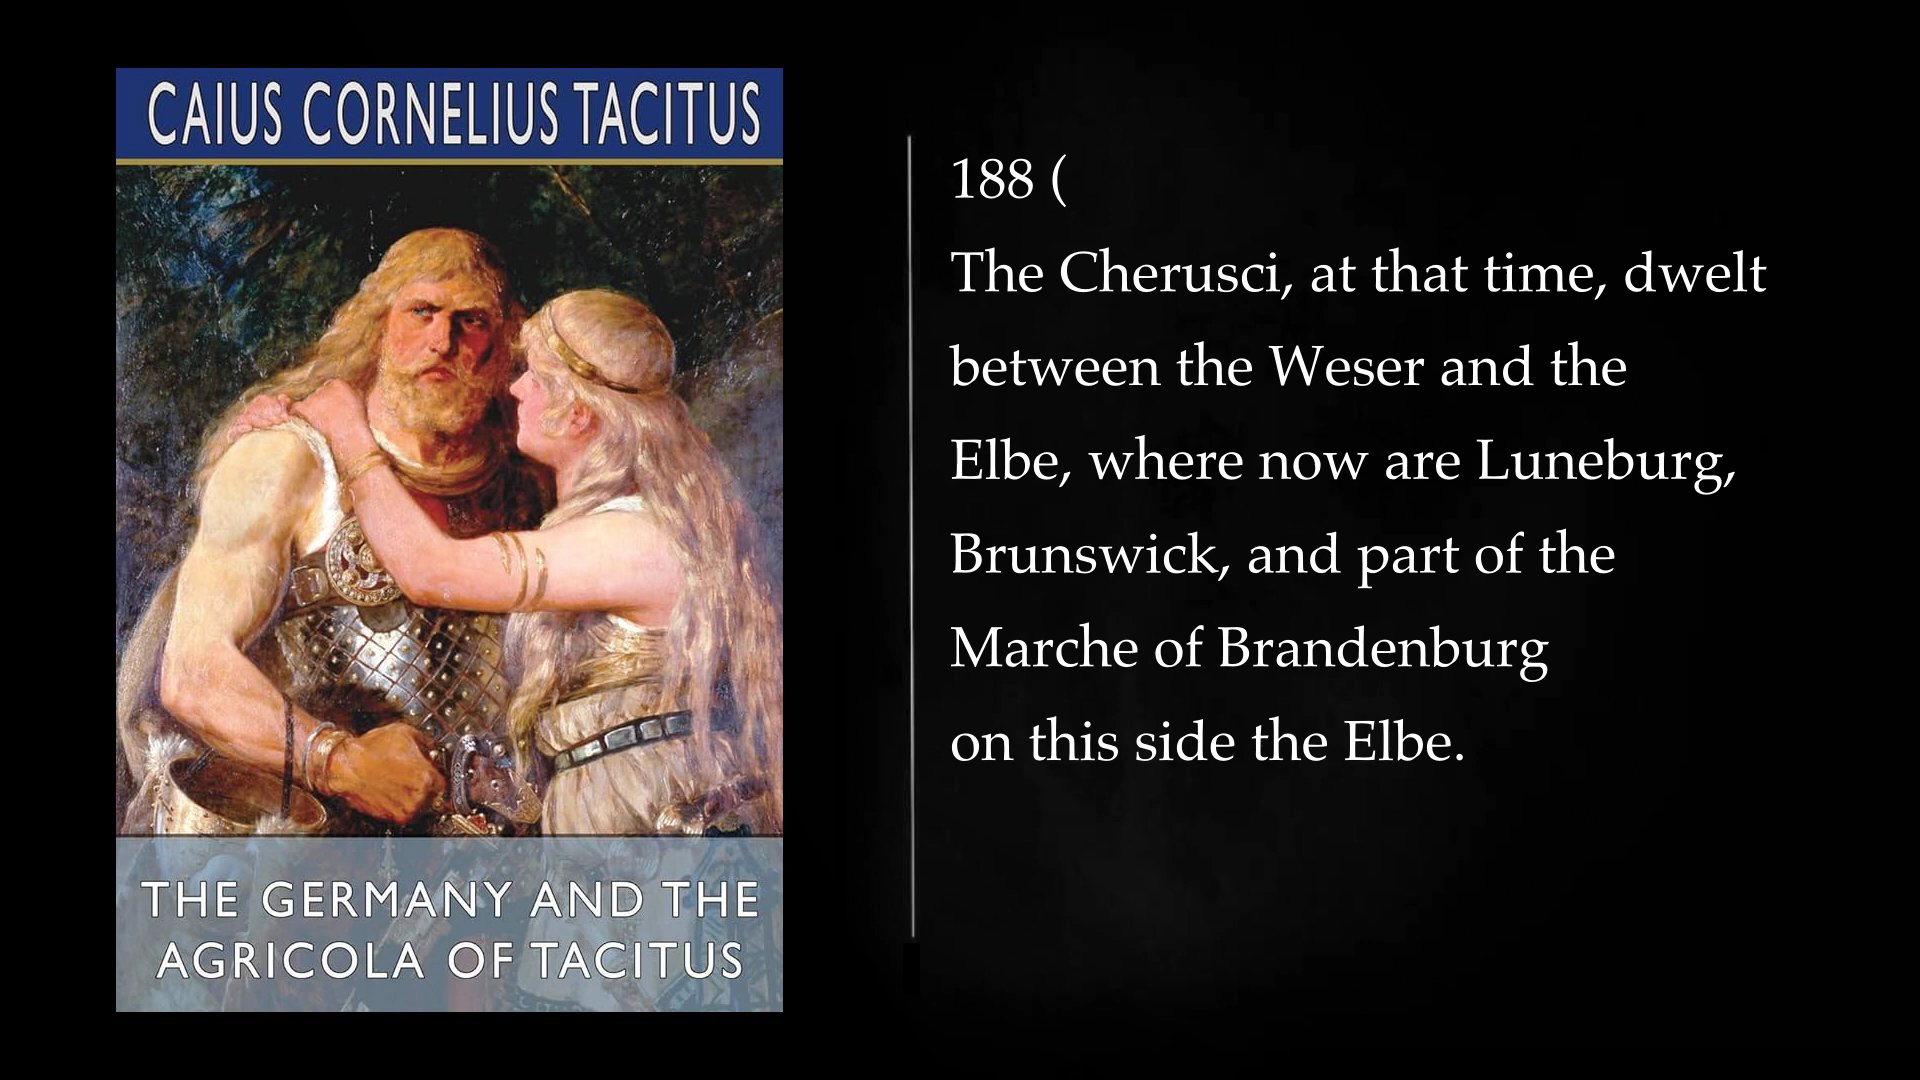 CAIUS CORNELIUS TACITUS
THE GERMANY AND THE
AGRICOLA OF TACITUS
188 (
The Cherusci, at that time, dwelt
between the Weser and the
Elbe, where now are Luneburg,
Brunswick, and part of the
Marche of Brandenburg
on this side the Elbe.